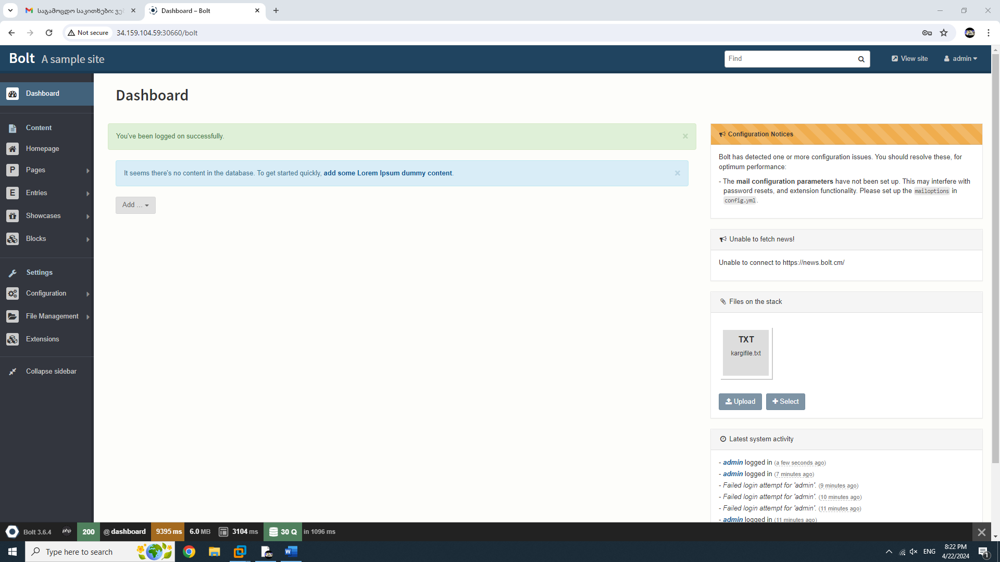 საგამოცდო საკითხები: ვებ
Dashboard – Bolt
Not secure
34.159.104.59:30660/bolt
Bolt A sample site
Find
View site
admin
Dashboard
Content
Homepage
P Pages
E Entries
Showcases
Blocks
Settings
Configuration
File Management
Extensions
Collapse sidebar
Dashboard
You've been logged on successfully.
×
It seems there's no content in the database. To get started quickly, add some Lorem Ipsum dummy content.
×
Add ...
Configuration Notices
Bolt has detected one or more configuration issues. You should resolve these, for
optimum performance:
- The mail configuration parameters have not been set up. This may interfere with
password resets, and extension functionality. Please set up the mailoptions in
config.yml.
Unable to fetch news!
Unable to connect to https://news.bolt.cm/
Files on the stack
TXT
kargifile.txt
Upload
Select
Latest system activity
- admin logged in (a few seconds ago)
- admin logged in (7 minutes ago)
- Failed login attempt for 'admin'. (9 minutes ago)
- Failed login attempt for 'admin'. (10 minutes ago)
- Failed login attempt for 'admin'. (11 minutes ago)
- admin logged in (11 minutes ago)
Bolt 3.6.4 php 200 @ dashboard 9395 ms 6.0 MB 3104 ms 30 Q in 1096 ms
Type here to search
ENG
8:22 PM
4/22/2024
1